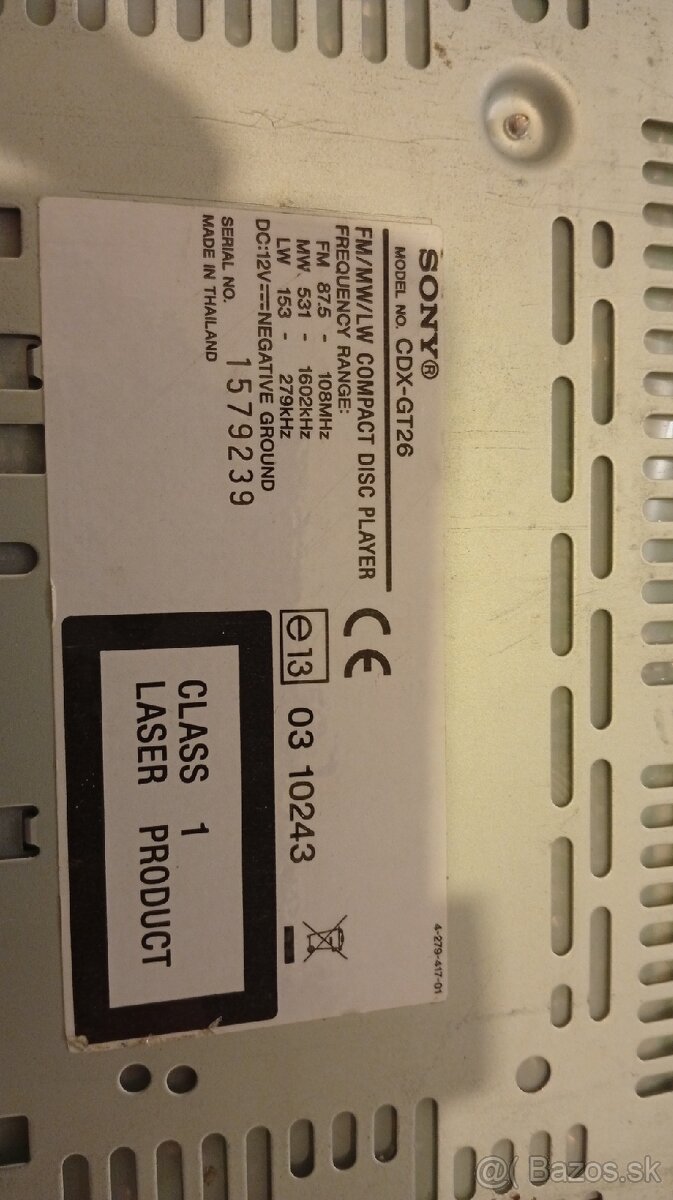 SONY®
MODEL NO. CDX-GT26
FM/MW/LW COMPACT DISC PLAYER
FREQUENCY RANGE:
FM 87.5 - 108MHz
MW 531 - 1602kHz
LW 153 - 279kHz
DC:12V⎓NEGATIVE GROUND
SERIAL NO. 1579239
MADE IN THAILAND
CE
e13 03 10243
CLASS 1
LASER PRODUCT
4-279-417-01
@( Bazos.sk